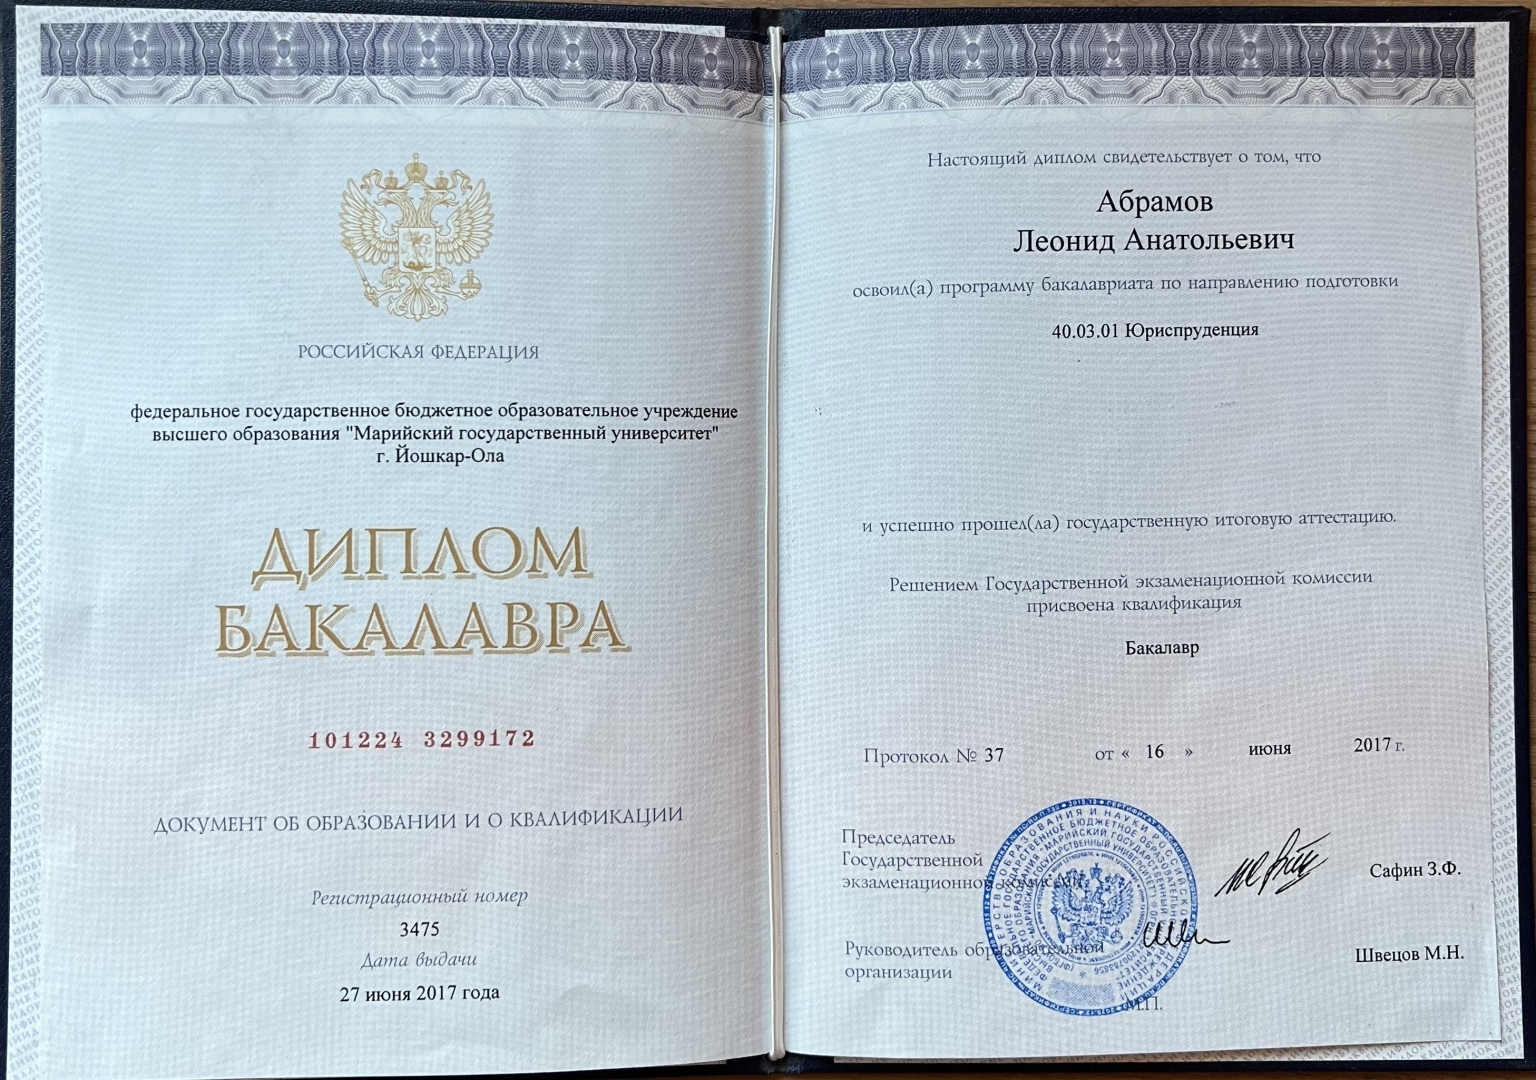 РОССИЙСКАЯ ФЕДЕРАЦИЯ
федеральное государственное бюджетное образовательное учреждение
высшего образования "Марийский государственный университет"
г. Йошкар-Ола
ДИПЛОМ
БАКАЛАВРА
101224 3299172
ДОКУМЕНТ ОБ ОБРАЗОВАНИИ И О КВАЛИФИКАЦИИ
Регистрационный номер
3475
Дата выдачи
27 июня 2017 года
Настоящий диплом свидетельствует о том, что
Абрамов
Леонид Анатольевич
освоил(а) программу бакалавриата по направлению подготовки
40.03.01 Юриспруденция
и успешно прошел(ла) государственную итоговую аттестацию.
Решением Государственной экзаменационной комиссии
присвоена квалификация
Бакалавр
Протокол № 37 от « 16 » июня 2017 г.
Председатель
Государственной
экзаменационной комиссии
Сафин З.Ф.
Руководитель образовательной
организации
Швецов М.Н.
М.П.